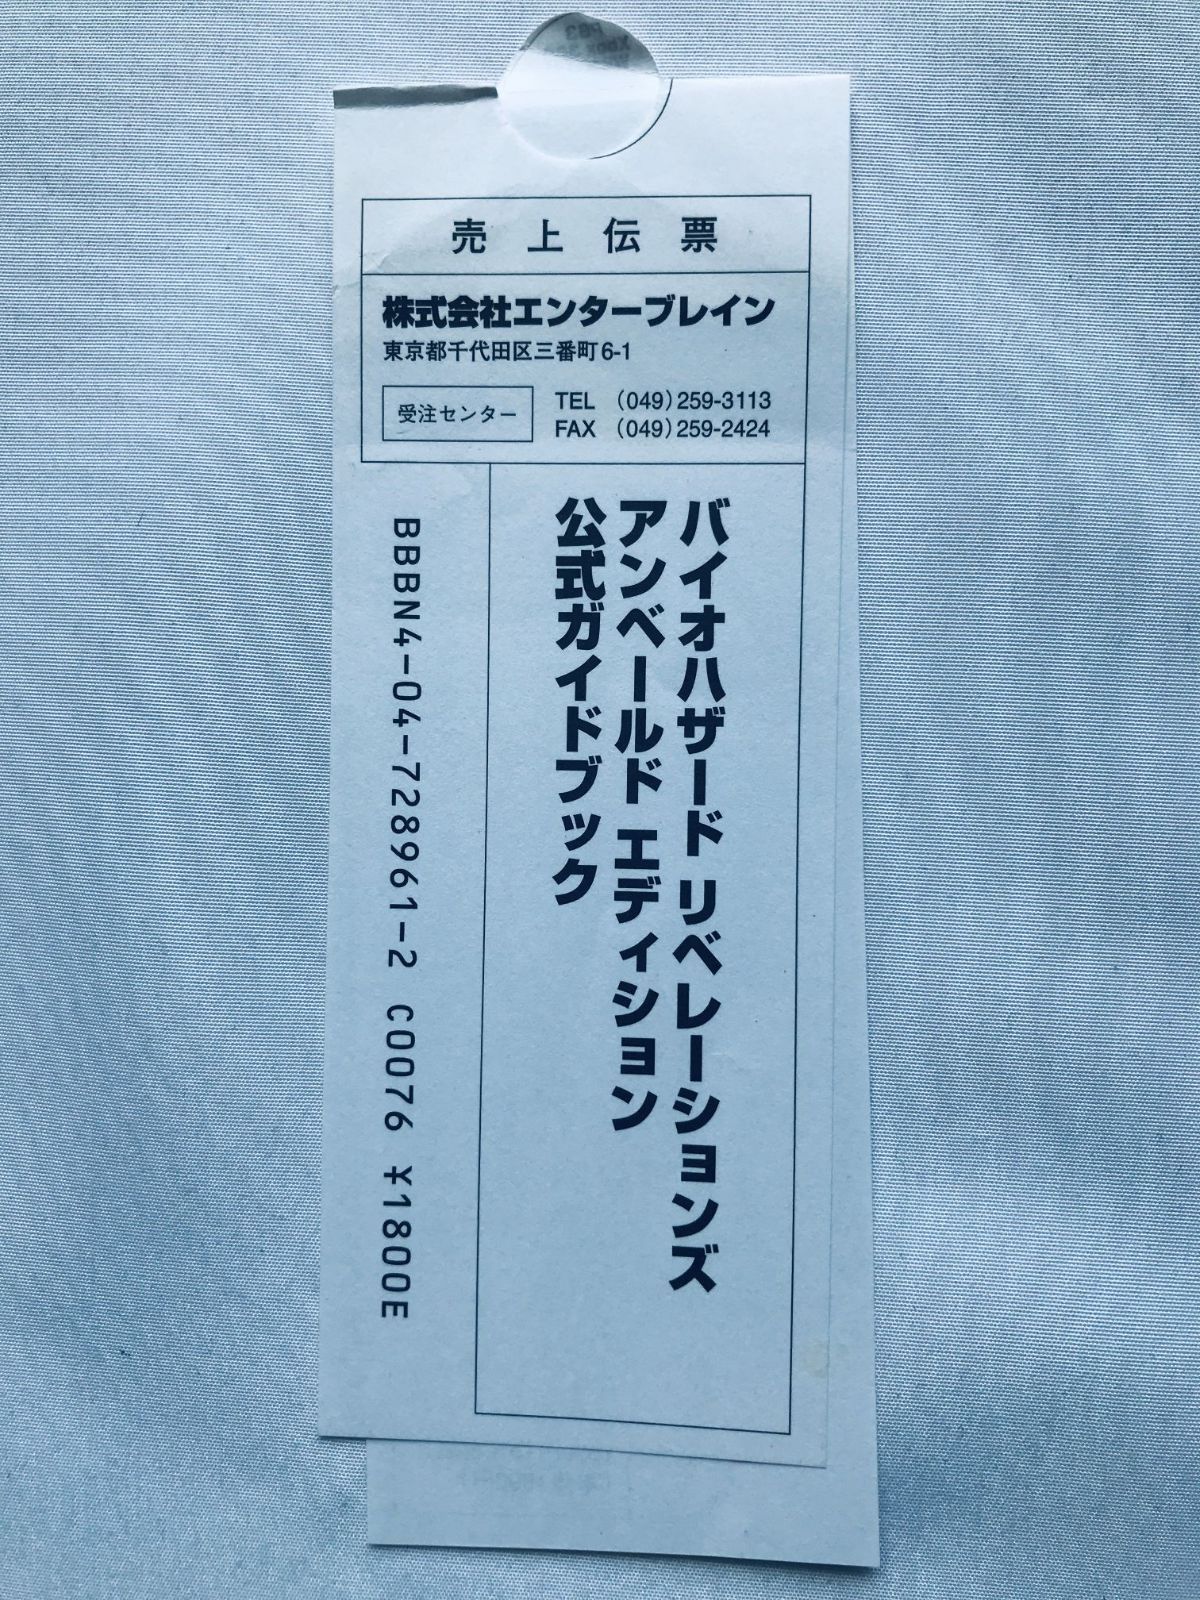 売上伝票
株式会社エンターブレイン
東京都千代田区三番町6-1
受注センター
TEL (049)259-3113
FAX (049)259-2424
バイオハザード リベレーションズ
アンベールド エディション
公式ガイドブック
BBBN4-04-728961-2 C0076 ¥1800E